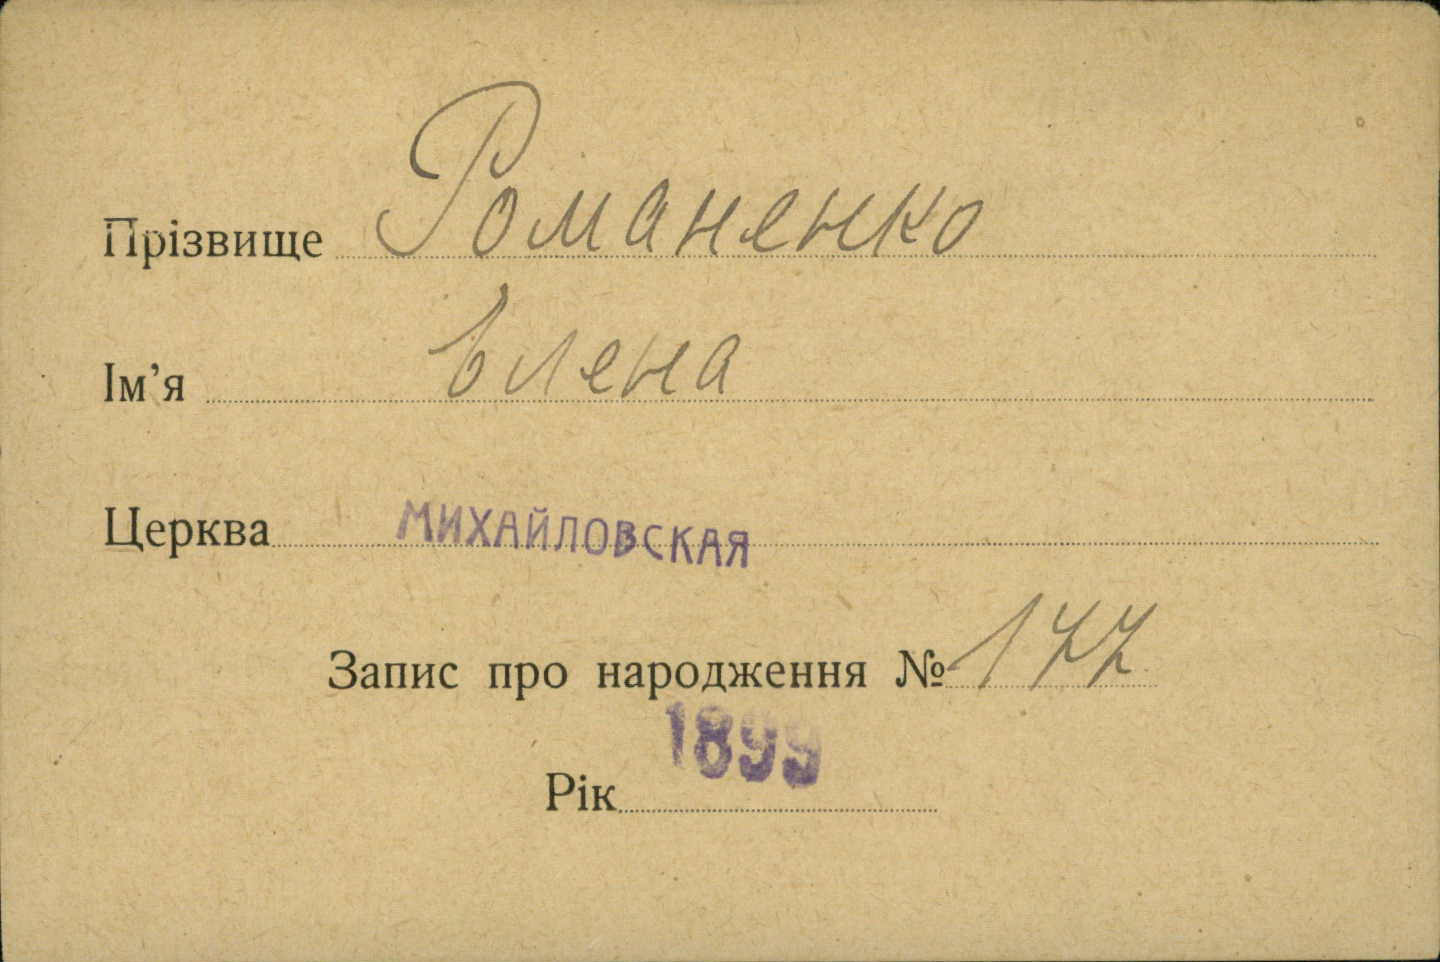 Прізвище Романенко
Ім’я Елена
Церква МИХАЙЛОВСКАЯ
Запис про народження № 177
1899
Рік